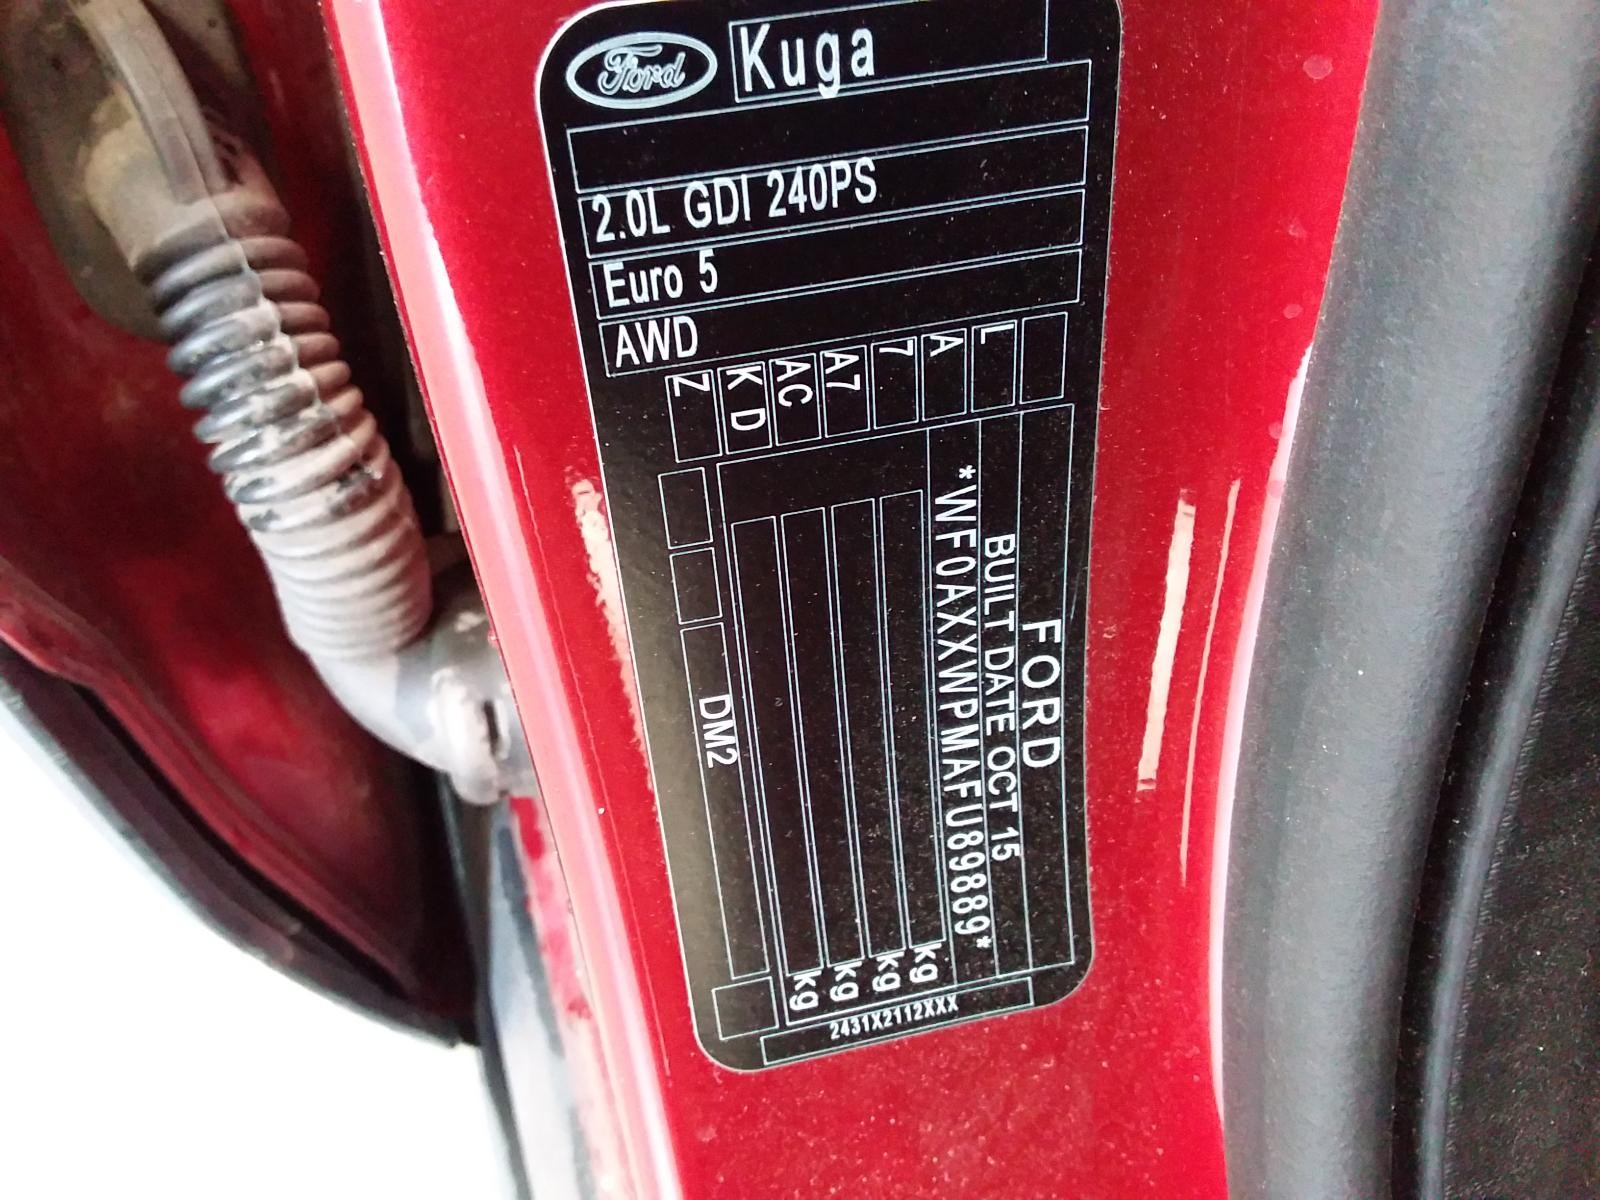 Ford Kuga
2.0L GDI 240PS
Euro 5
AWD
L
A
7
A7
AC
K D
Z
FORD
BUILT DATE OCT 15
*WF0AXXWPMAFU89889*
kg
kg
kg
kg
DM2
2431X2112XXX